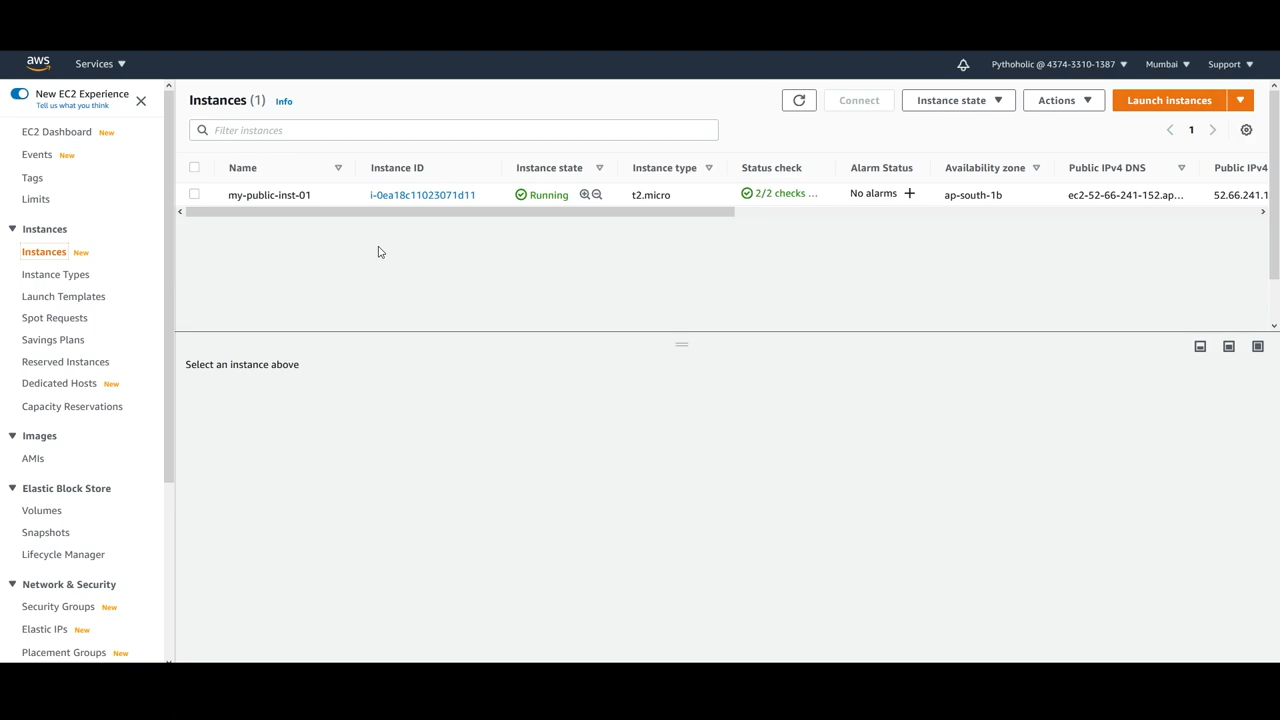 aws Services Pythoholic @ 4374-3310-1387 Mumbai Support
New EC2 Experience
Tell us what you think
EC2 Dashboard New
Events New
Tags
Limits
Instances
Instances New
Instance Types
Launch Templates
Spot Requests
Savings Plans
Reserved Instances
Dedicated Hosts New
Capacity Reservations
Images
AMIs
Elastic Block Store
Volumes
Snapshots
Lifecycle Manager
Network & Security
Security Groups New
Elastic IPs New
Placement Groups New
Instances (1) Info
Connect Instance state Actions Launch instances
Filter instances
1
Name Instance ID Instance state Instance type Status check Alarm Status Availability zone Public IPv4 DNS Public IPv4
my-public-inst-01 i-0ea18c11023071d11 Running t2.micro 2/2 checks ... No alarms + ap-south-1b ec2-52-66-241-152.ap... 52.66.241.1
Select an instance above